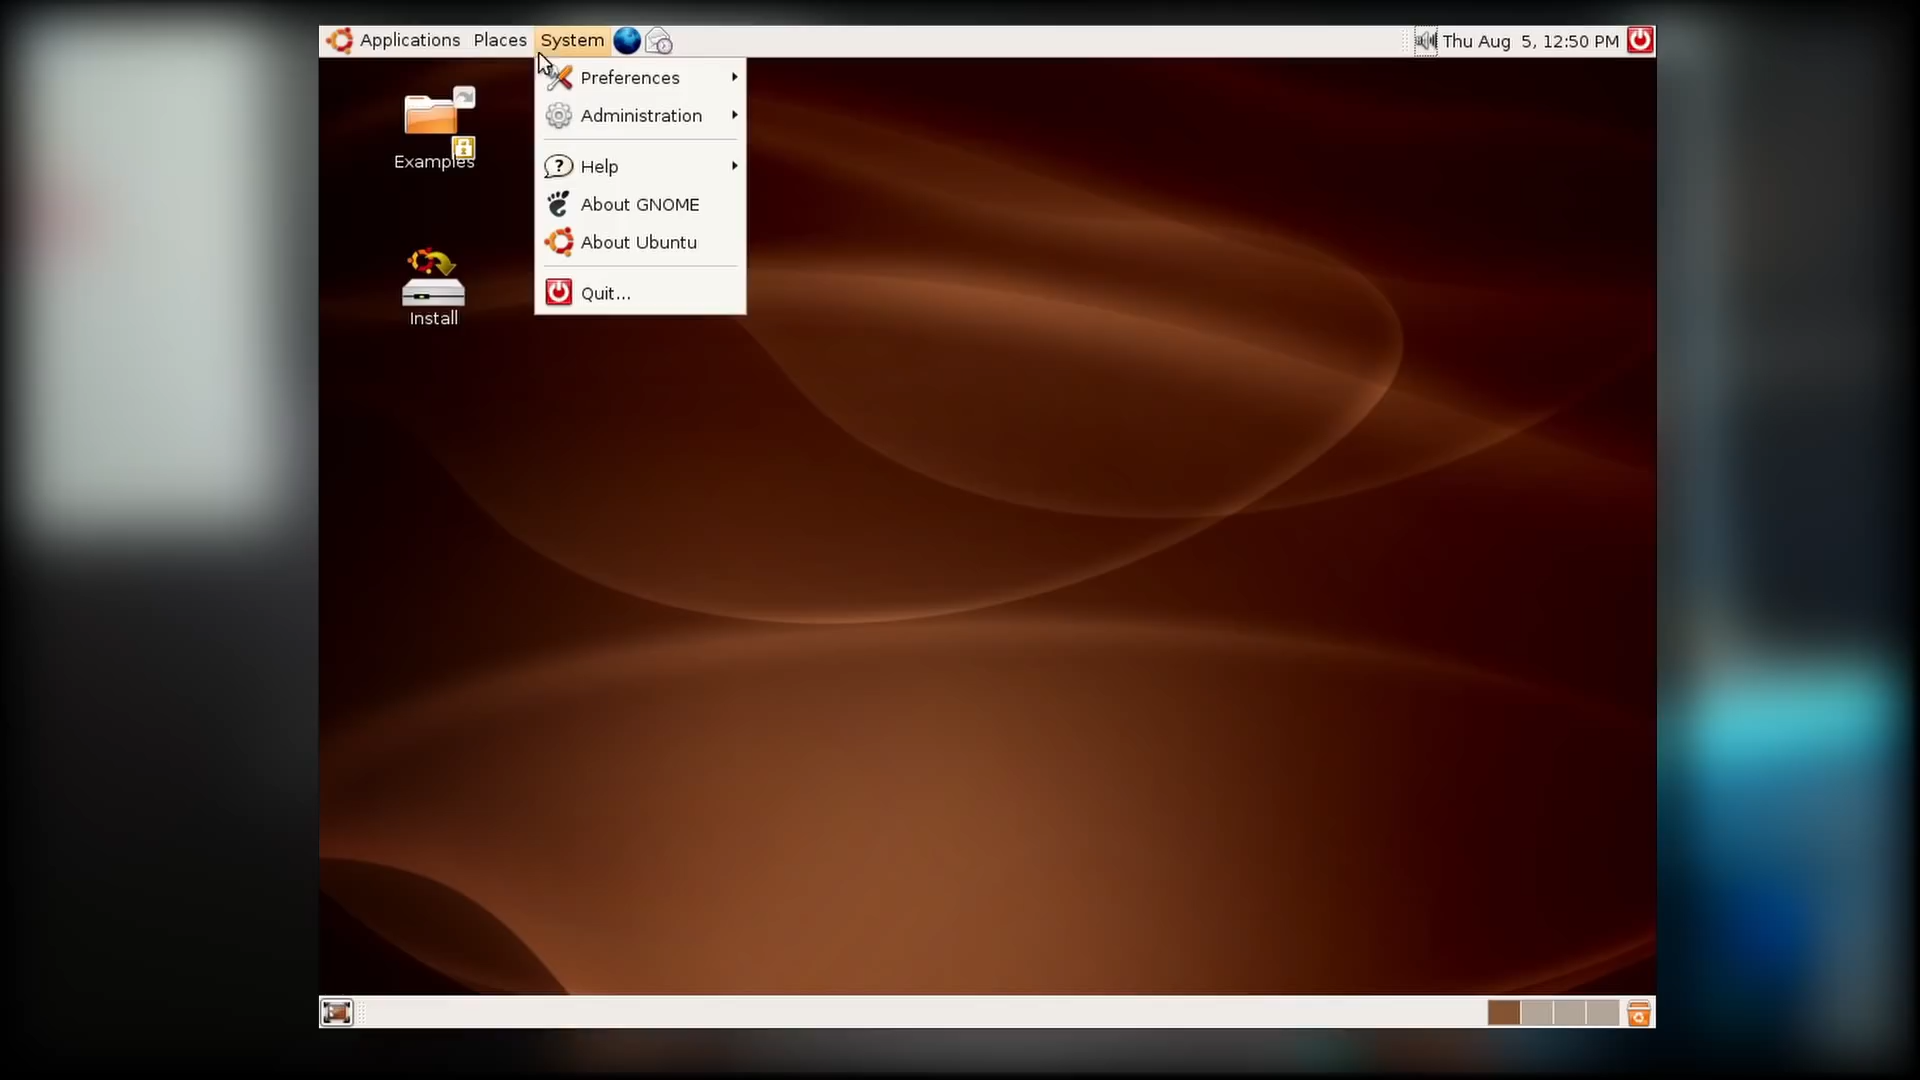 Applications Places System Thu Aug 5, 12:50 PM
Preferences
Administration
Help
About GNOME
About Ubuntu
Quit...
Examples
Install